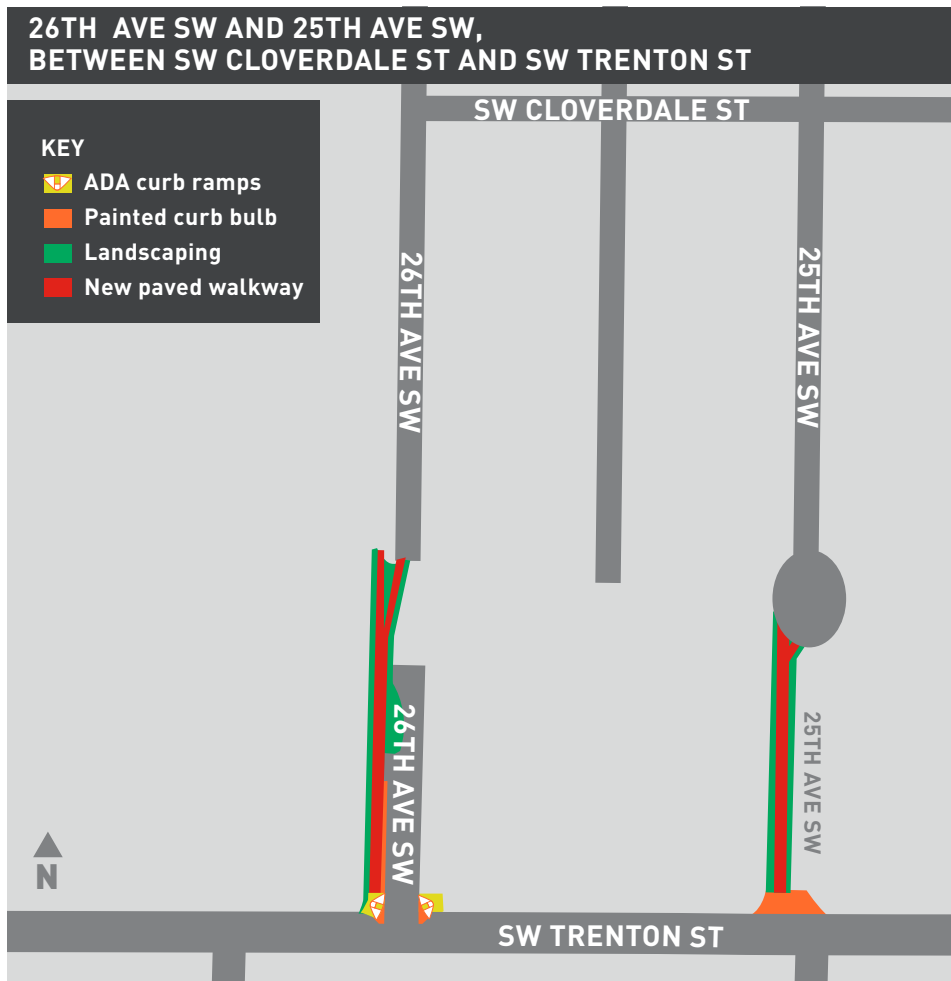 26TH AVE SW AND 25TH AVE SW,
BETWEEN SW CLOVERDALE ST AND SW TRENTON ST
SW CLOVERDALE ST
KEY
ADA curb ramps
Painted curb bulb
Landscaping
New paved walkway
26TH AVE SW
25TH AVE SW
26TH AVE SW
25TH AVE SW
N
SW TRENTON ST